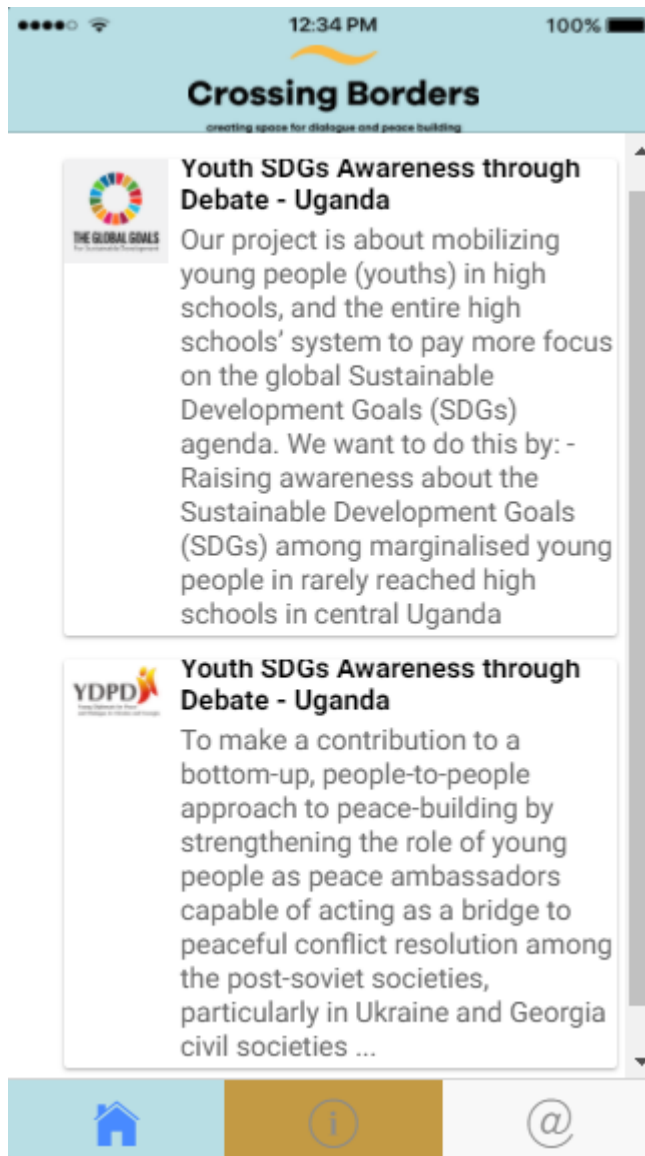 12:34 PM
100%
Crossing Borders
creating space for dialogue and peace building
Youth SDGs Awareness through
Debate - Uganda
THE GLOBAL GOALS
For Sustainable Development
Our project is about mobilizing
young people (youths) in high
schools, and the entire high
schools’ system to pay more focus
on the global Sustainable
Development Goals (SDGs)
agenda. We want to do this by: -
Raising awareness about the
Sustainable Development Goals
(SDGs) among marginalised young
people in rarely reached high
schools in central Uganda
Youth SDGs Awareness through
Debate - Uganda
YDPD
To make a contribution to a
bottom-up, people-to-people
approach to peace-building by
strengthening the role of young
people as peace ambassadors
capable of acting as a bridge to
peaceful conflict resolution among
the post-soviet societies,
particularly in Ukraine and Georgia
civil societies ...
i
@